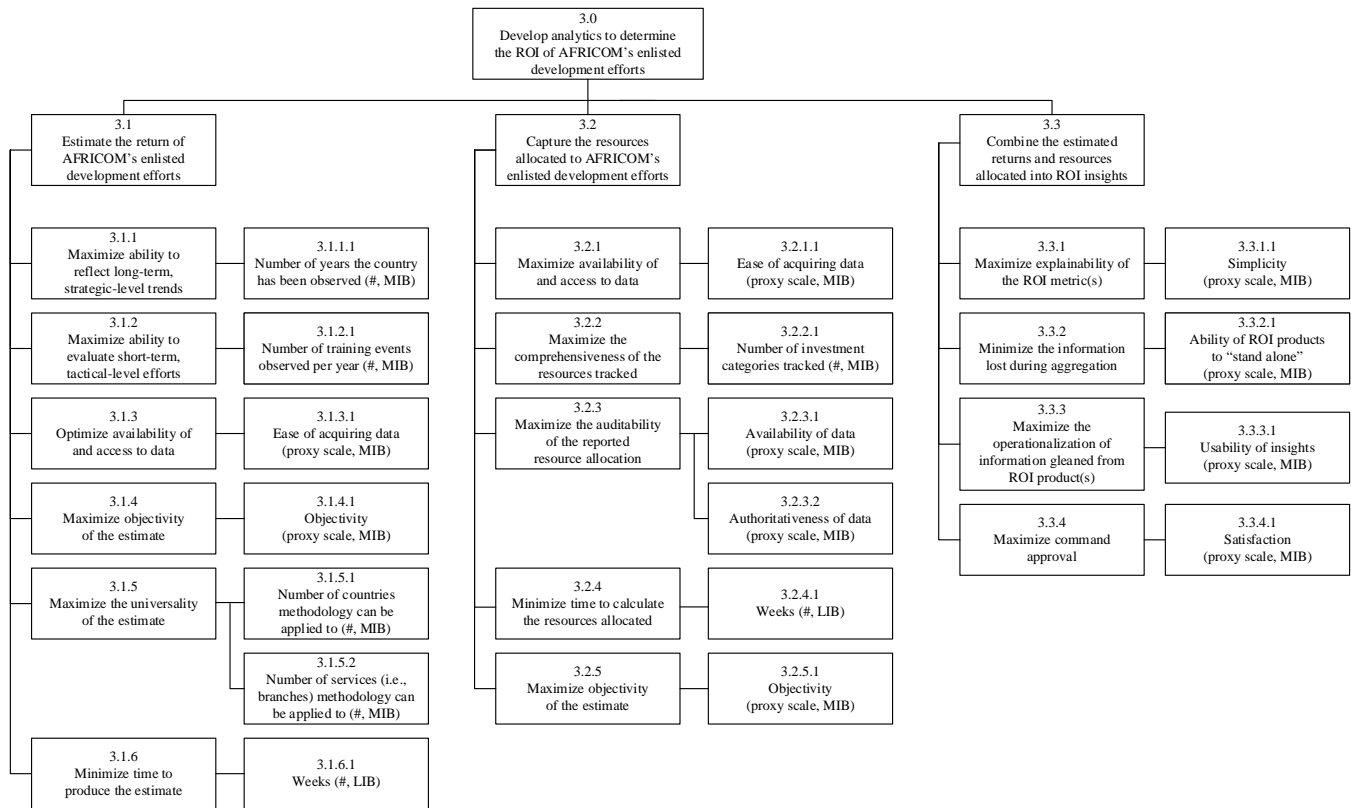 3.0
Develop analytics to determine
the ROI of AFRICOM’s enlisted
development efforts
3.1
Estimate the return of
AFRICOM’s enlisted
development efforts
3.1.1
Maximize ability to
reflect long-term,
strategic-level trends
3.1.1.1
Number of years the country
has been observed (#, MIB)
3.1.2
Maximize ability to
evaluate short-term,
tactical-level efforts
3.1.2.1
Number of training events
observed per year (#, MIB)
3.1.3
Optimize availability of
and access to data
3.1.3.1
Ease of acquiring data
(proxy scale, MIB)
3.1.4
Maximize objectivity
of the estimate
3.1.4.1
Objectivity
(proxy scale, MIB)
3.1.5
Maximize the universality
of the estimate
3.1.5.1
Number of countries
methodology can be
applied to (#, MIB)
3.1.5.2
Number of services (i.e.,
branches) methodology can
be applied to (#, MIB)
3.1.6
Minimize time to
produce the estimate
3.1.6.1
Weeks (#, LIB)
3.2
Capture the resources
allocated to AFRICOM’s
enlisted development efforts
3.2.1
Maximize availability of
and access to data
3.2.1.1
Ease of acquiring data
(proxy scale, MIB)
3.2.2
Maximize the
comprehensiveness of the
resources tracked
3.2.2.1
Number of investment
categories tracked (#, MIB)
3.2.3
Maximize the auditability
of the reported
resource allocation
3.2.3.1
Availability of data
(proxy scale, MIB)
3.2.3.2
Authoritativeness of data
(proxy scale, MIB)
3.2.4
Minimize time to calculate
the resources allocated
3.2.4.1
Weeks (#, LIB)
3.2.5
Maximize objectivity
of the estimate
3.2.5.1
Objectivity
(proxy scale, MIB)
3.3
Combine the estimated
returns and resources
allocated into ROI insights
3.3.1
Maximize explainability of
the ROI metric(s)
3.3.1.1
Simplicity
(proxy scale, MIB)
3.3.2
Minimize the information
lost during aggregation
3.3.2.1
Ability of ROI products
to “stand alone”
(proxy scale, MIB)
3.3.3
Maximize the
operationalization of
information gleaned from
ROI product(s)
3.3.3.1
Usability of insights
(proxy scale, MIB)
3.3.4
Maximize command
approval
3.3.4.1
Satisfaction
(proxy scale, MIB)